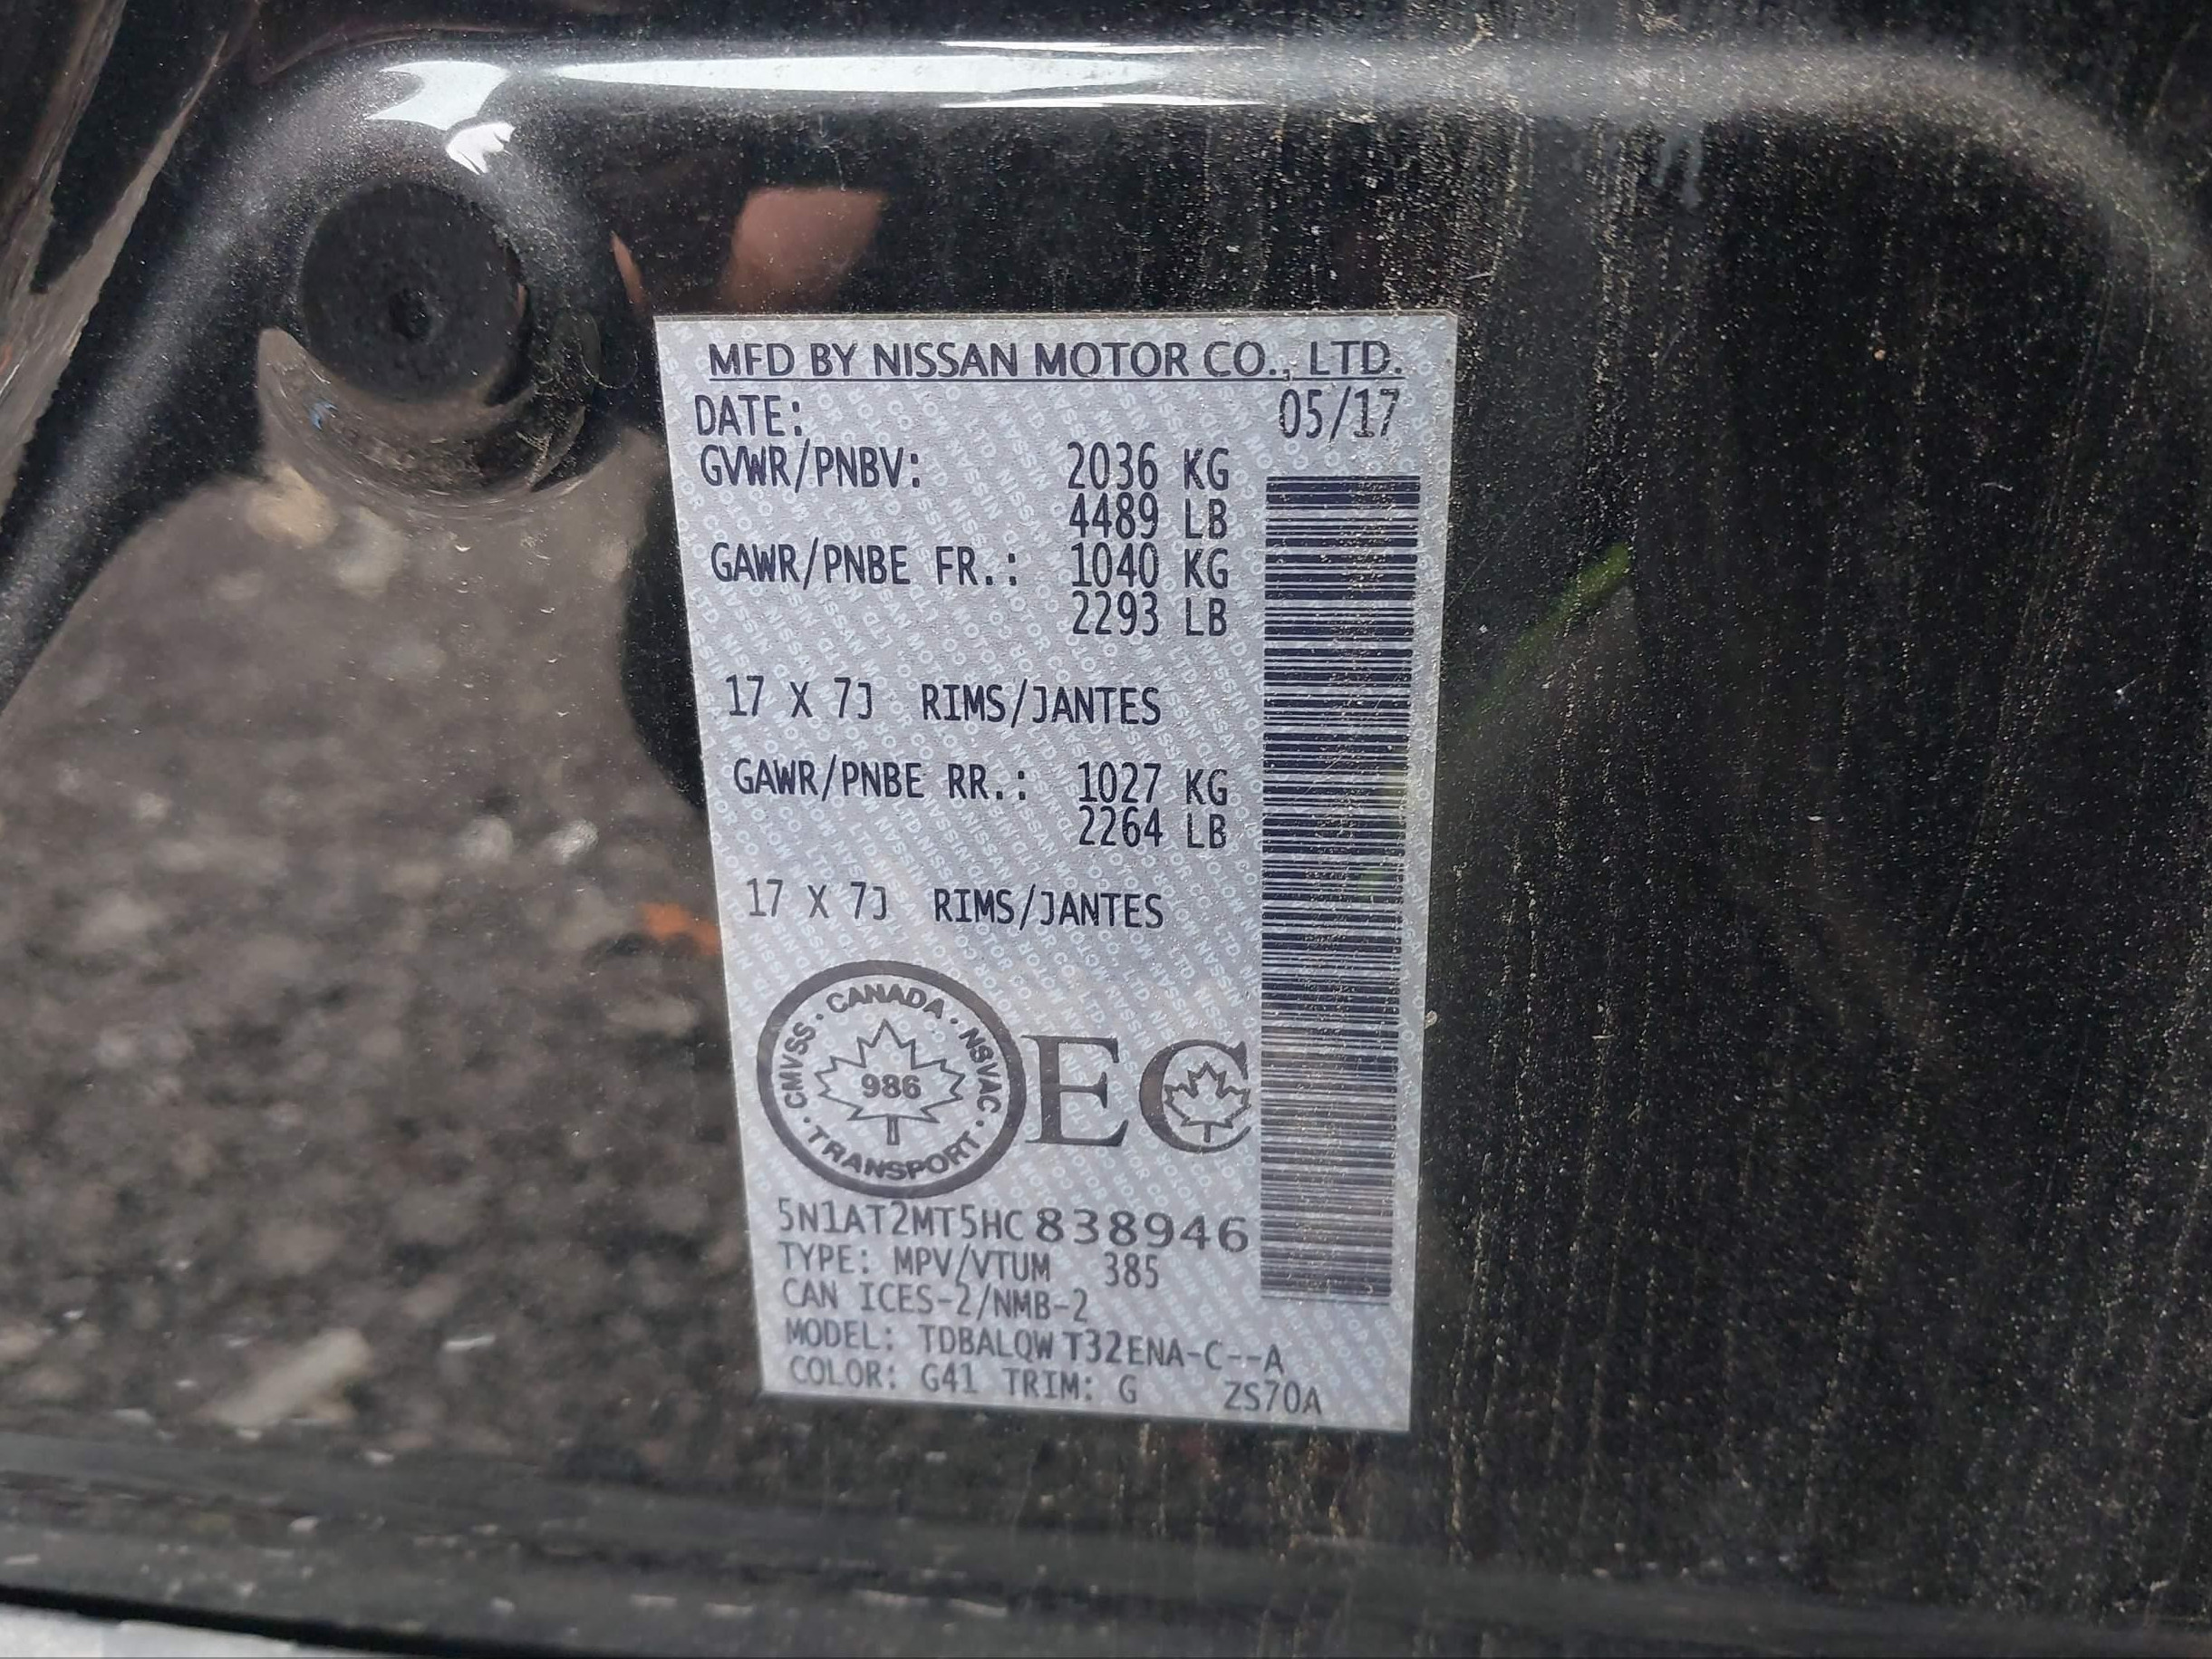 MFD BY NISSAN MOTOR CO., LTD.
DATE: 05/17
GVWR/PNBV: 2036 KG
4489 LB
GAWR/PNBE FR.: 1040 KG
2293 LB
17 X 7J RIMS/JANTES
GAWR/PNBE RR.: 1027 KG
2264 LB
17 X 7J RIMS/JANTES
CANADA · NSVAC · TRANSPORT · CMVSS ·
986
EC
5N1AT2MT5HC838946
TYPE: MPV/VTUM 385
CAN ICES-2/NMB-2
MODEL: TDBALQW T32ENA-C--A
COLOR: G41 TRIM: G ZS70A